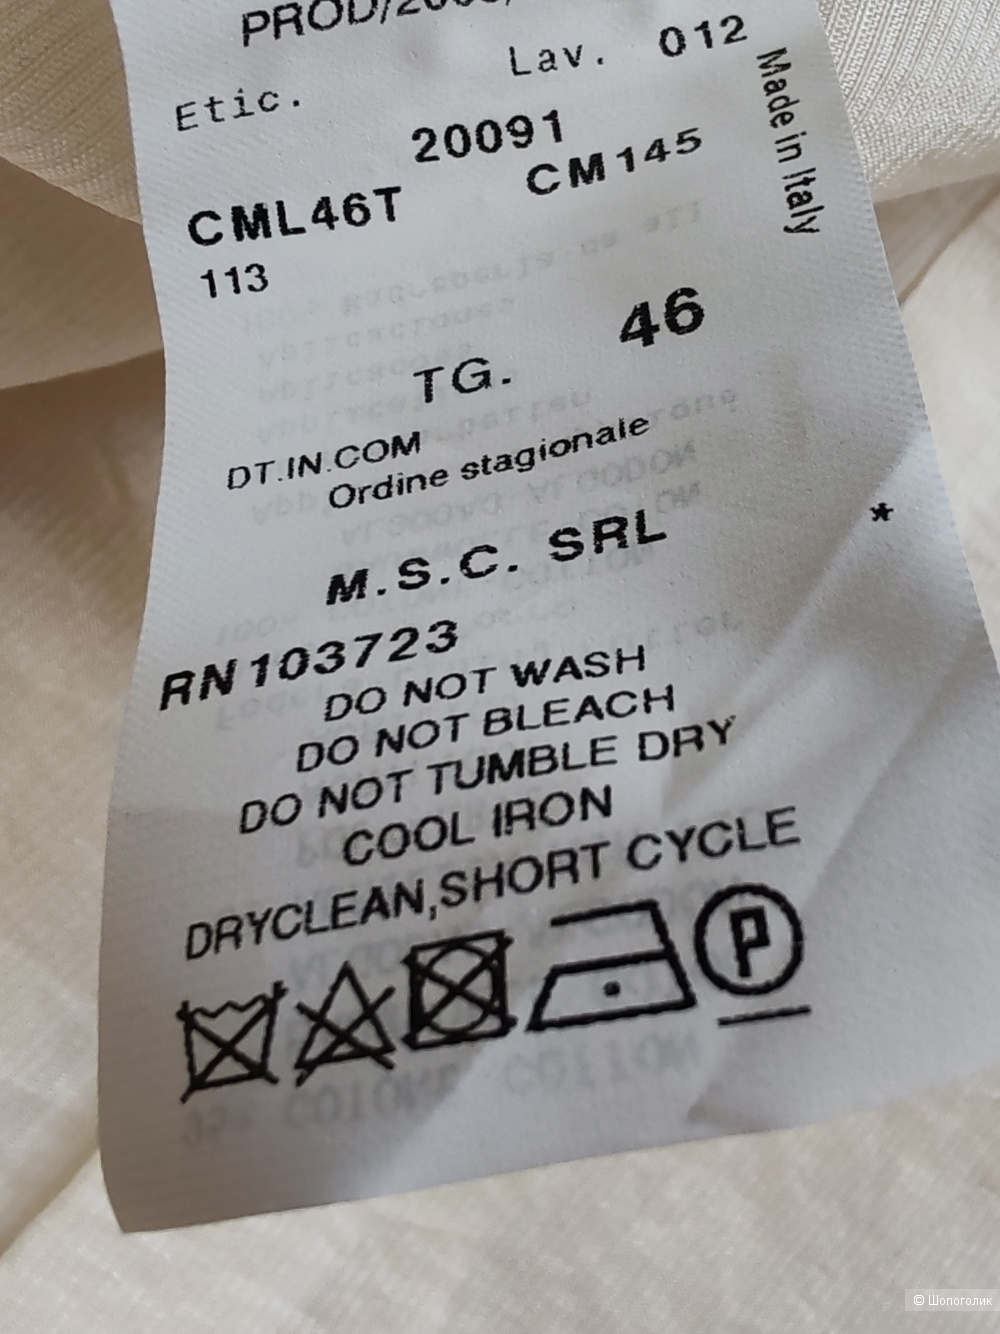 Etic. Lav. 012
20091
CML46T CM145
113
Made in Italy
TG. 46
DT.IN.COM
Ordine stagionale
M.S.C. SRL *
RN103723
DO NOT WASH
DO NOT BLEACH
DO NOT TUMBLE DRY
COOL IRON
DRYCLEAN,SHORT CYCLE
P
© Шопоголик